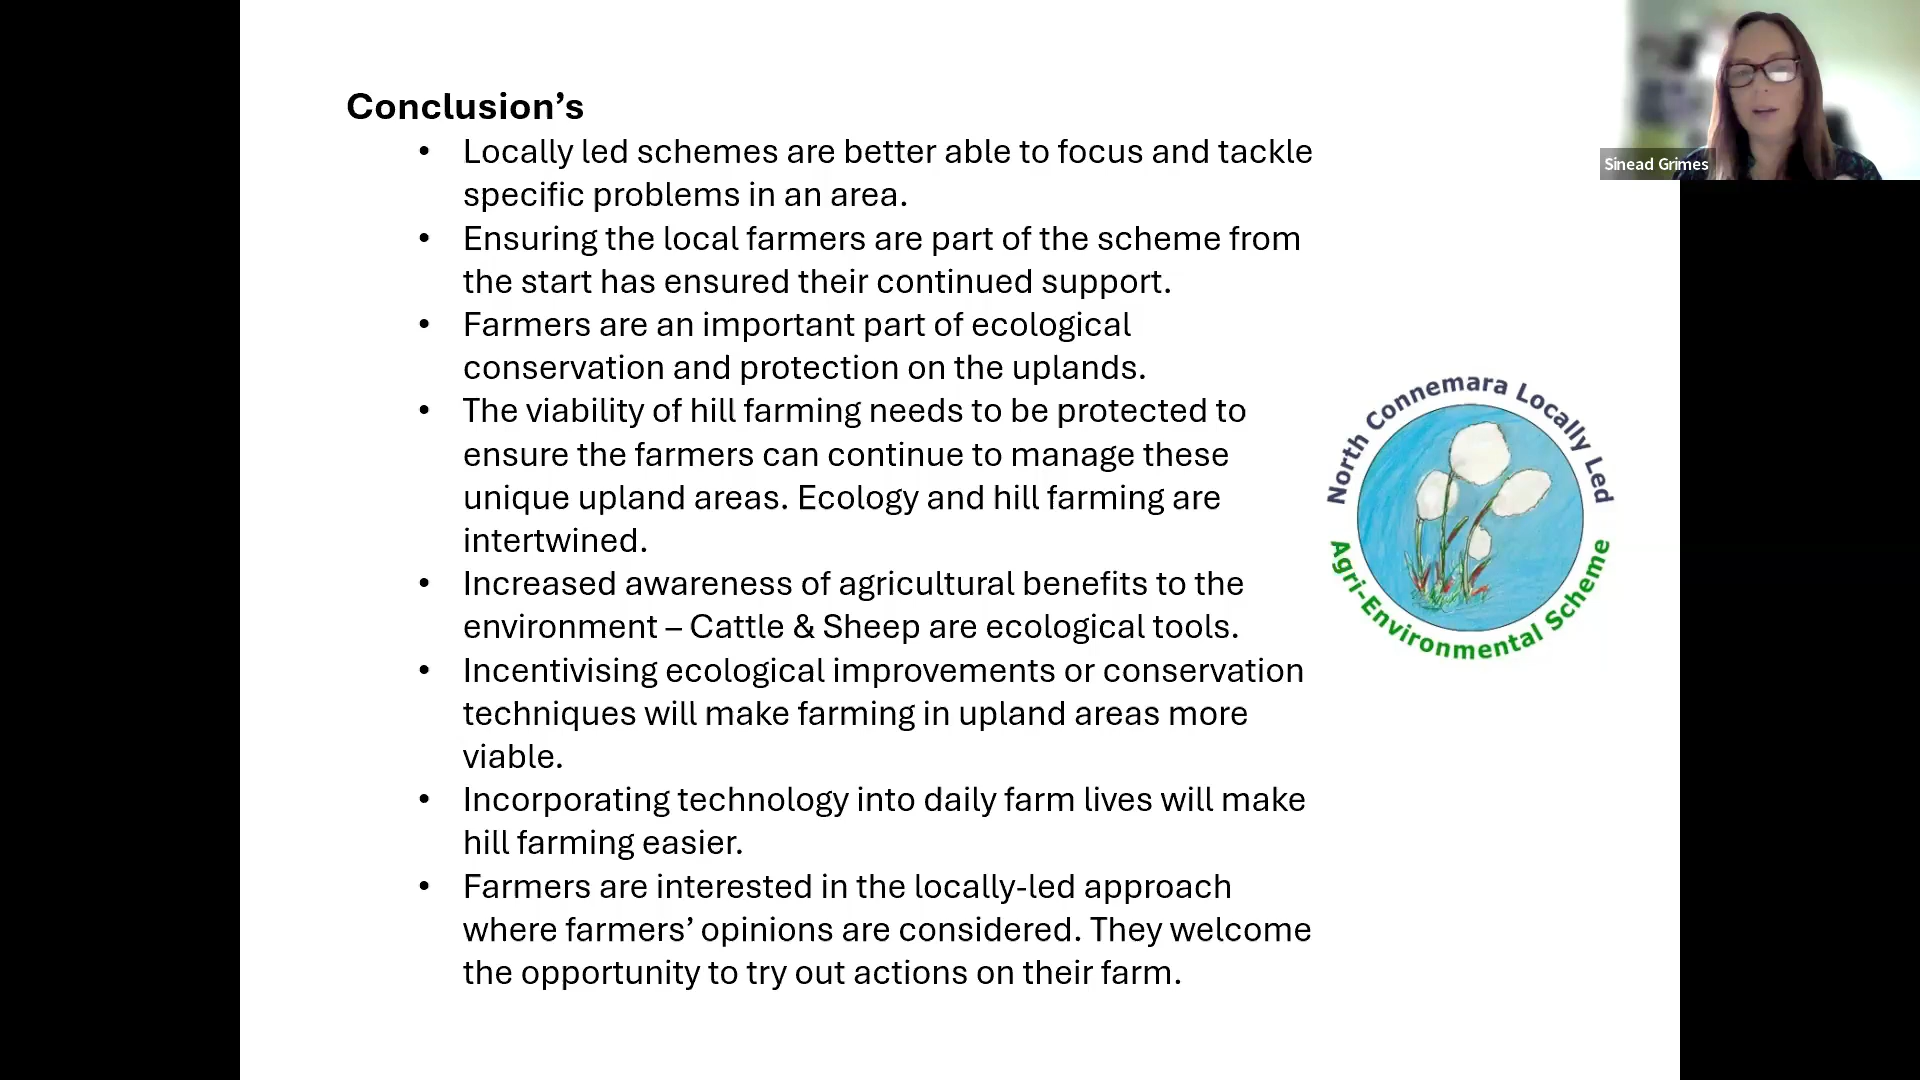 Conclusion’s
• Locally led schemes are better able to focus and tackle
specific problems in an area.
• Ensuring the local farmers are part of the scheme from
the start has ensured their continued support.
• Farmers are an important part of ecological
conservation and protection on the uplands.
• The viability of hill farming needs to be protected to
ensure the farmers can continue to manage these
unique upland areas. Ecology and hill farming are
intertwined.
• Increased awareness of agricultural benefits to the
environment – Cattle & Sheep are ecological tools.
• Incentivising ecological improvements or conservation
techniques will make farming in upland areas more
viable.
• Incorporating technology into daily farm lives will make
hill farming easier.
• Farmers are interested in the locally-led approach
where farmers’ opinions are considered. They welcome
the opportunity to try out actions on their farm.
North Connemara Locally Led
Agri-Environmental Scheme
Sinead Grimes